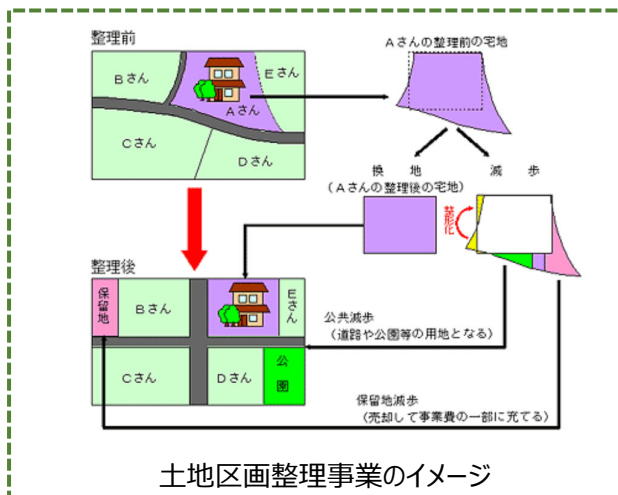 整理前
Bさん
Eさん
Aさん
Cさん
Dさん
Aさんの整理前の宅地
換地
(Aさんの整理後の宅地)
減歩
整形化
整理後
保留地
Bさん
Eさん
Cさん
Dさん
公園
公共減歩
(道路や公園等の用地となる)
保留地減歩
(売却して事業費の一部に充てる)
土地区画整理事業のイメージ